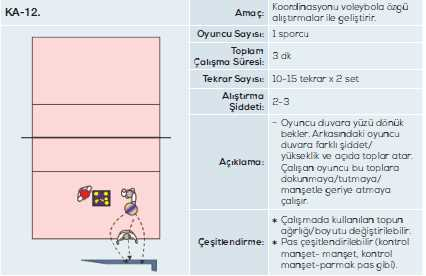 KA-12.
Amaç: Koordinasyonu voleybola özgü
alıştırmalar ile geliştirir.
Oyuncu Sayısı: 1 sporcu
Toplam
Çalışma Süresi: 3 dk
Tekrar Sayısı: 10-15 tekrar x 2 set
Alıştırma
Şiddeti: 2-3
Açıklama:
- Oyuncu duvara yüzü dönük
bekler. Arkasındaki oyuncu
duvara farklı şiddet/
yükseklik ve açıda toplar atar.
Çalışan oyuncu bu toplara
dokunmaya/tutmaya/
manşetle geriye atmaya
çalışır.
Çeşitlendirme:
* Çalışmada kullanılan topun
ağırlığı/boyutu değiştirilebilir.
* Pas çeşitlendirilebilir (kontrol
manşet- manşet, kontrol
manşet-parmak pas gibi).